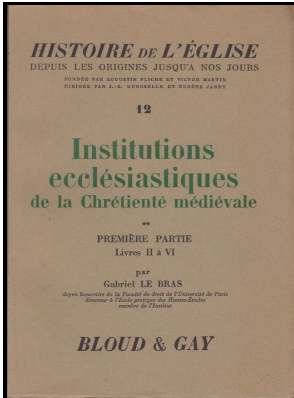 HISTOIRE DE L'ÉGLISE
DEPUIS LES ORIGINES JUSQU'A NOS JOURS
FONDÉE PAR AUGUSTIN FLICHE ET VICTOR MARTIN
DIRIGÉE PAR J.-B. DUROSELLE ET EUGÈNE JARRY
12
Institutions
ecclésiastiques
de la Chrétienté médiévale
**
PREMIÈRE PARTIE
Livres II à VI
par
Gabriel LE BRAS
doyen honoraire de la Faculté de droit de l'Université de Paris
directeur à l'École pratique des Hautes-Études
membre de l'Institut
BLOUD & GAY